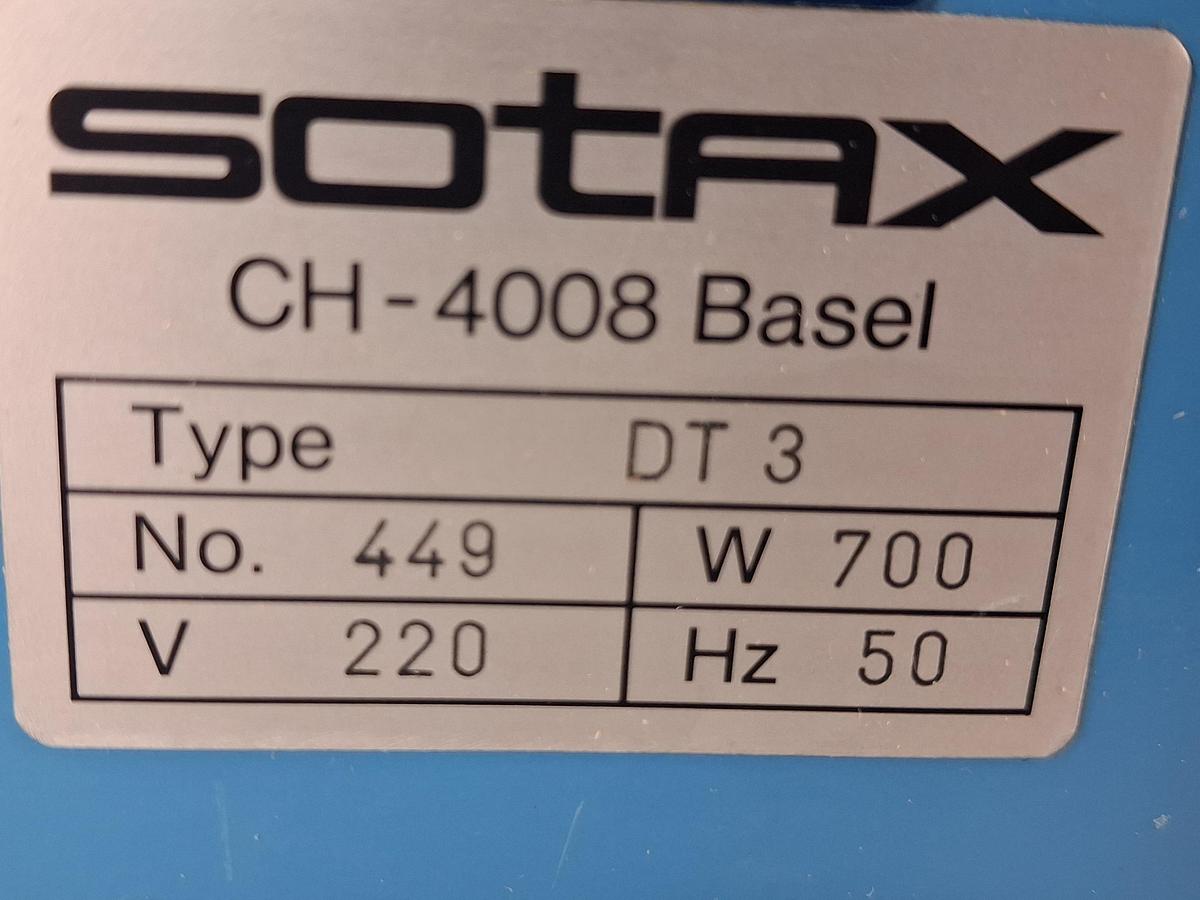 sotax
CH-4008 Basel
Type DT 3
No. 449 W 700
V 220 Hz 50